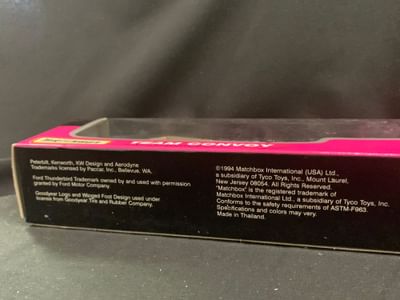 TEAM CONVOY
Peterbilt, Kenworth, KW Design and Aerodyne
Trademarks licensed by Paccar, Inc., Bellevue, WA.
Ford Thunderbird Trademark owned by and used with permission
granted by Ford Motor Company.
Goodyear Logo and Winged Foot Design used under
license from Goodyear Tire and Rubber Company.
©1994 Matchbox International (USA) Ltd.,
a subsidiary of Tyco Toys, Inc., Mount Laurel,
New Jersey 08054. All Rights Reserved.
"Matchbox" is the registered trademark of
Matchbox International Ltd., a subsidiary of Tyco Toys, Inc.
Conforms to the safety requirements of ASTM-F963.
Specifications and colors may vary.
Made in Thailand.